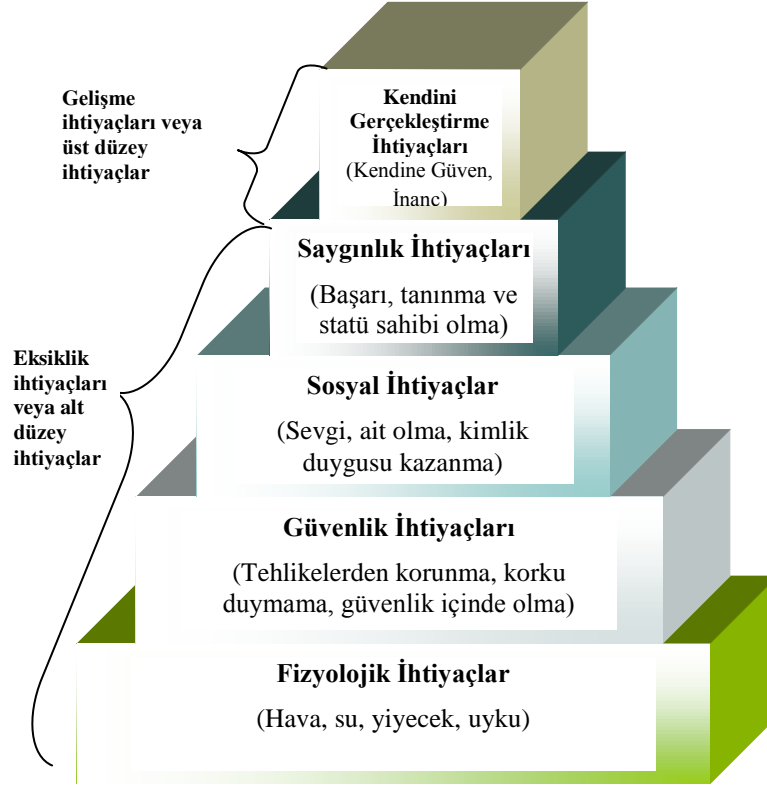 Gelişme
ihtiyaçları veya
üst düzey
ihtiyaçlar
Kendini
Gerçekleştirme
İhtiyaçları
(Kendine Güven,
İnanç)
Saygınlık İhtiyaçları
(Başarı, tanınma ve
statü sahibi olma)
Eksiklik
ihtiyaçları
veya alt
düzey
ihtiyaçlar
Sosyal İhtiyaçlar
(Sevgi, ait olma, kimlik
duygusu kazanma)
Güvenlik İhtiyaçları
(Tehlikelerden korunma, korku
duymama, güvenlik içinde olma)
Fizyolojik İhtiyaçlar
(Hava, su, yiyecek, uyku)